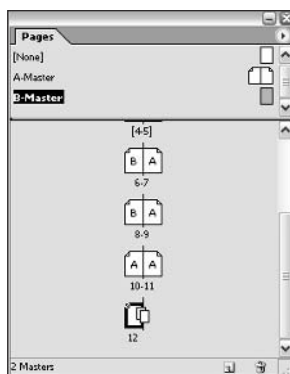 Pages
[None]
A-Master
B-Master
[4-5]
B A
6-7
B A
8-9
A A
10-11
12
2 Masters